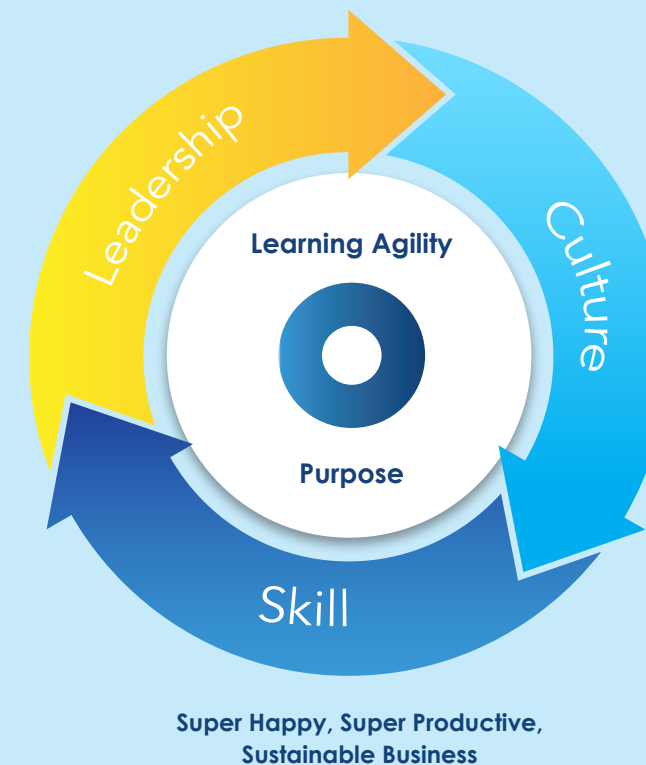 Leadership
Culture
Learning Agility
Purpose
Skill
Super Happy, Super Productive,
Sustainable Business